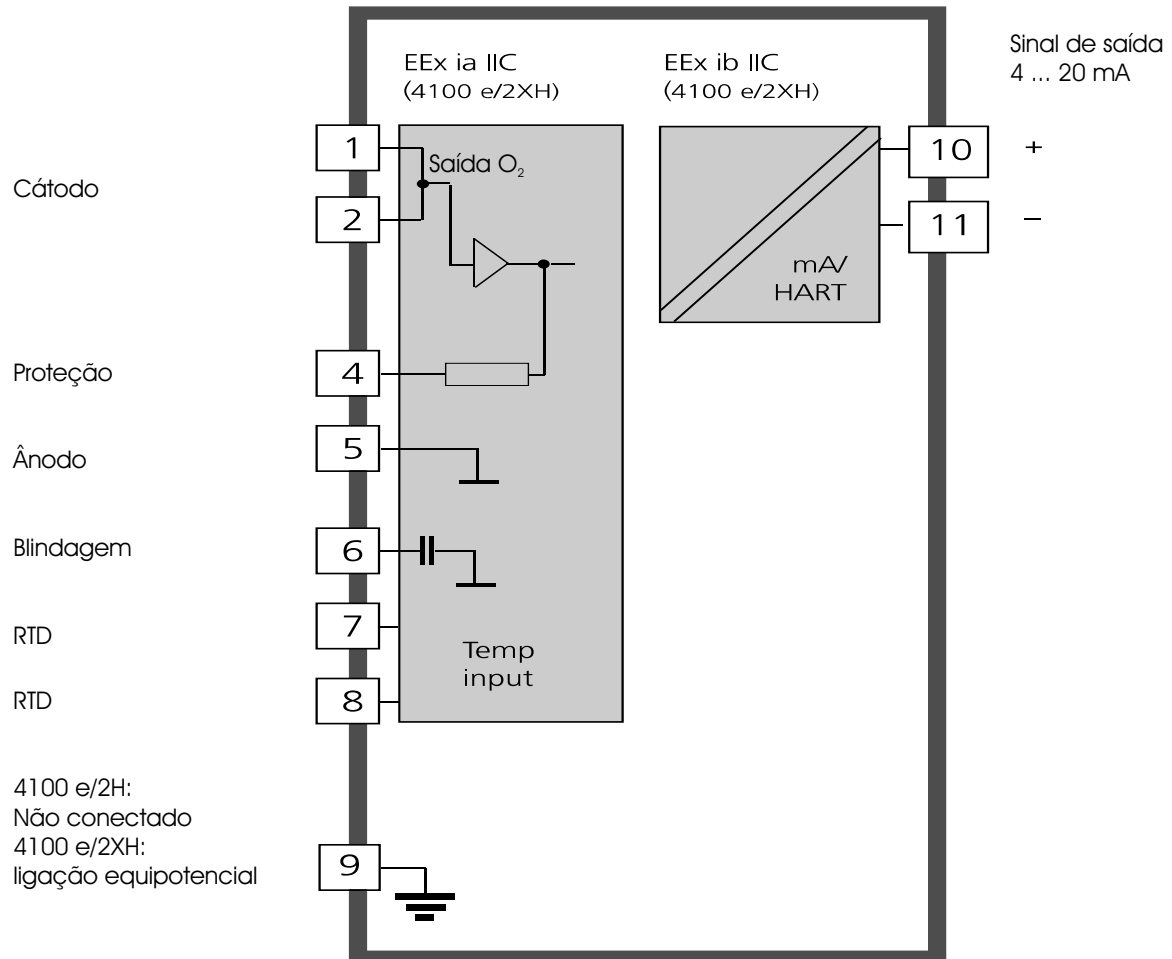 EEx ia IIC
(4100 e/2XH)
EEx ib IIC
(4100 e/2XH)
Sinal de saída
4 ... 20 mA
1
Saída O₂
10
+
Cátodo
2
11
–
mA/
HART
Proteção
4
Ânodo
5
Blindagem
6
RTD
7
Temp
input
RTD
8
4100 e/2H:
Não conectado
4100 e/2XH:
ligação equipotencial
9